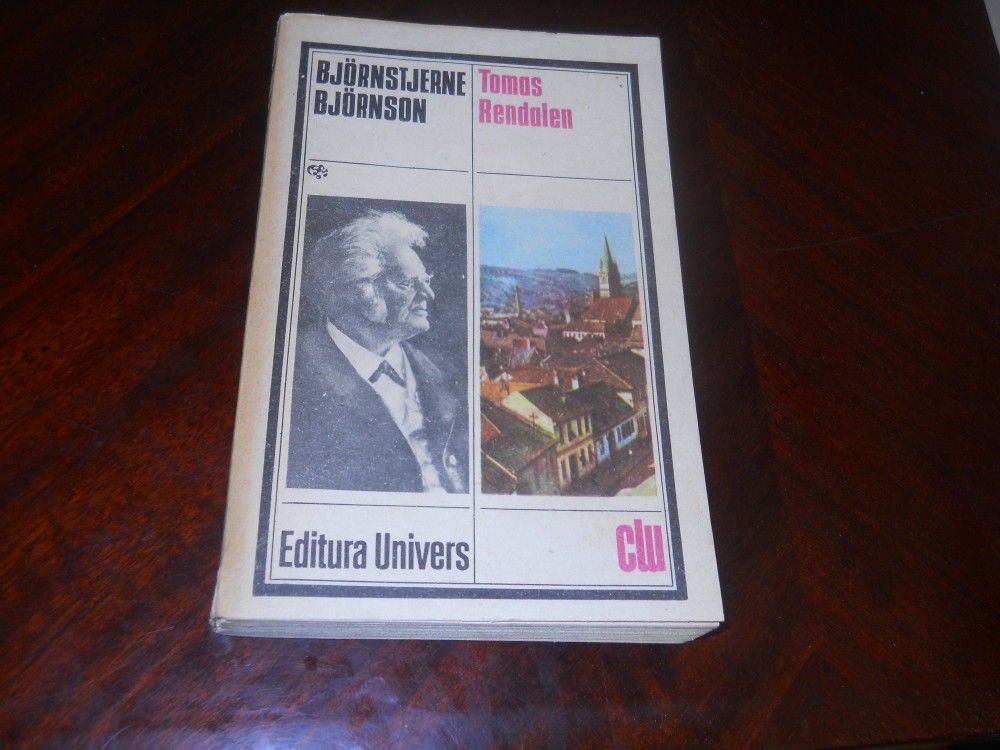 BJÖRNSTJERNE
BJÖRNSON
Tomas
Rendalen
Editura Univers
clu